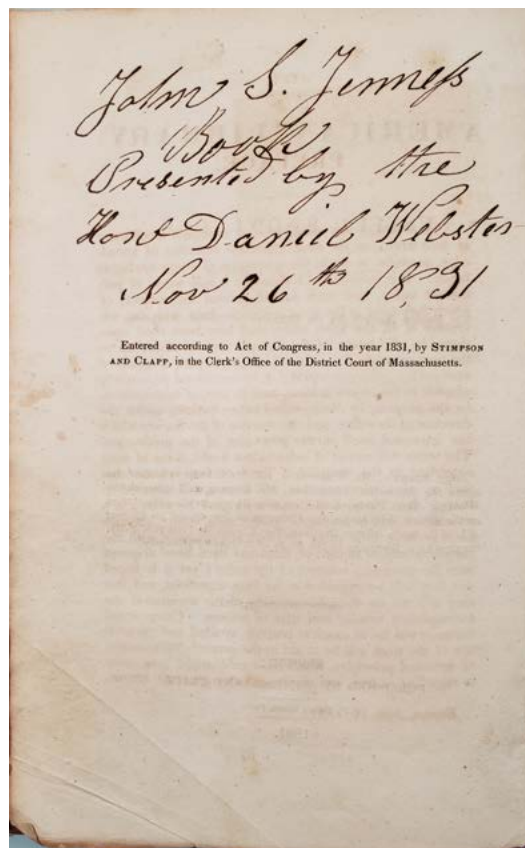 John S. Jenness
Book
Presented by the
Hond Daniel Webster
Nov 26th 1831
Entered according to Act of Congress, in the year 1831, by STIMPSON
AND CLAPP, in the Clerk's Office of the District Court of Massachusetts.